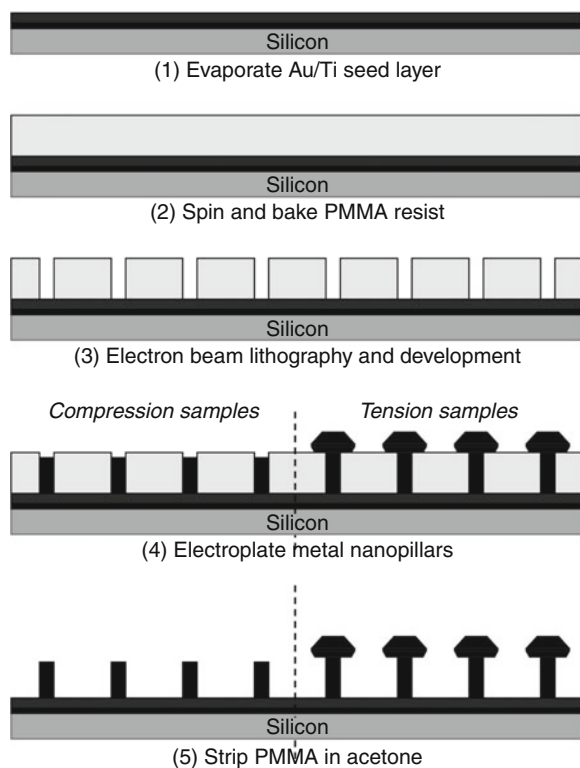 Silicon
(1) Evaporate Au/Ti seed layer
Silicon
(2) Spin and bake PMMA resist
Silicon
(3) Electron beam lithography and development
Compression samples Tension samples
Silicon
(4) Electroplate metal nanopillars
Silicon
(5) Strip PMMA in acetone